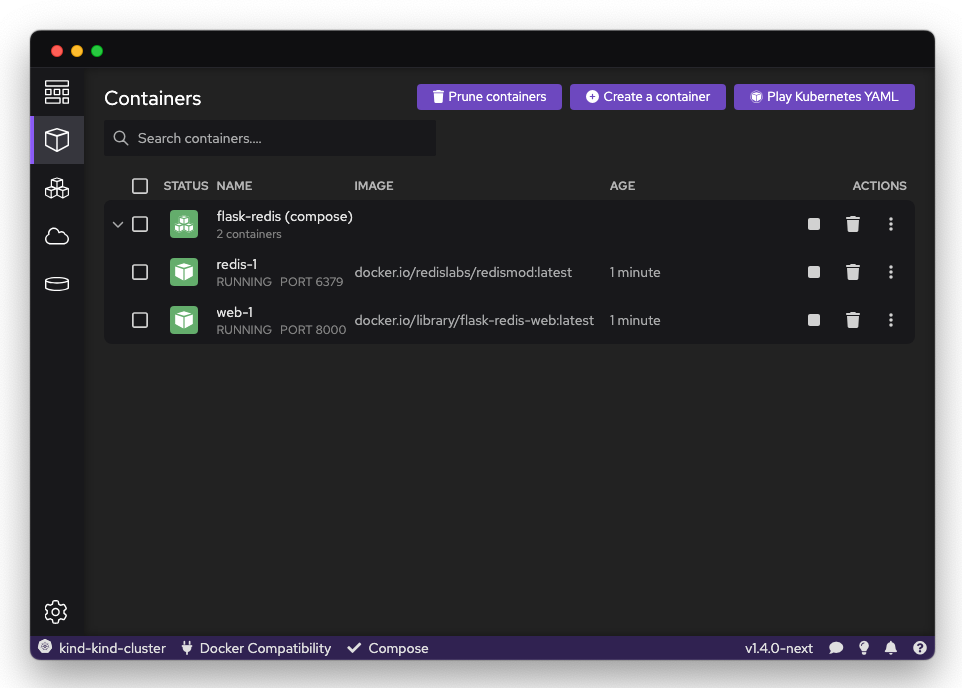 Containers
Prune containers
Create a container
Play Kubernetes YAML
Search containers....
STATUS NAME IMAGE AGE ACTIONS
flask-redis (compose)
2 containers
redis-1
RUNNING PORT 6379
docker.io/redislabs/redismod:latest
1 minute
web-1
RUNNING PORT 8000
docker.io/library/flask-redis-web:latest
1 minute
kind-kind-cluster Docker Compatibility Compose v1.4.0-next